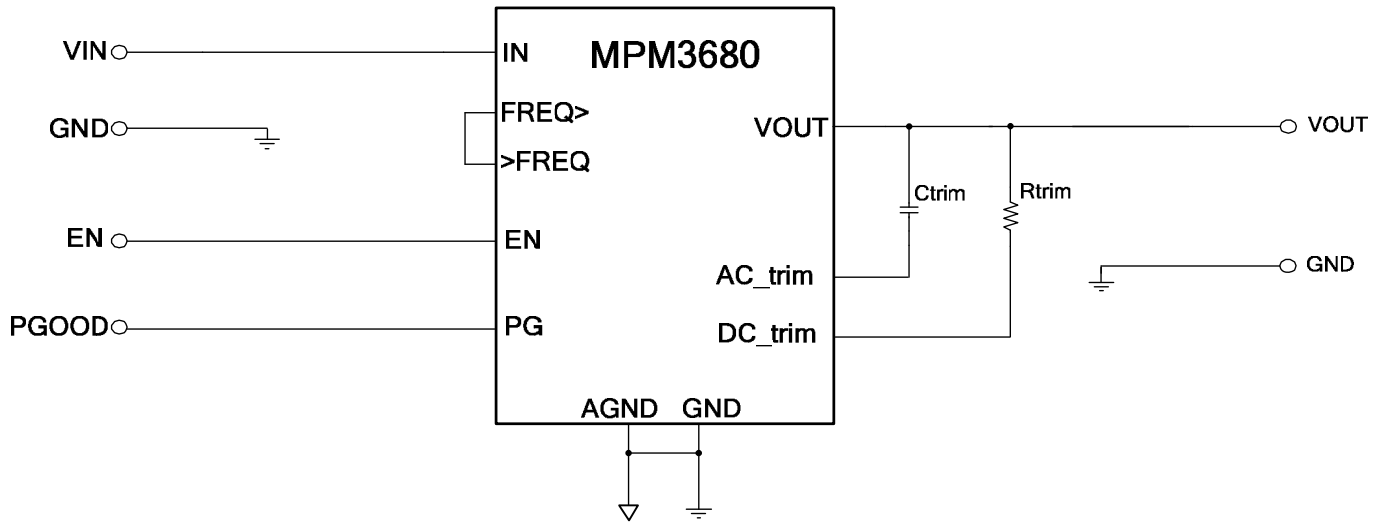 MPM3680
VIN
IN
GND
FREQ>
>FREQ
VOUT
VOUT
Ctrim
Rtrim
EN
EN
AC_trim
GND
PGOOD
PG
DC_trim
AGND
GND